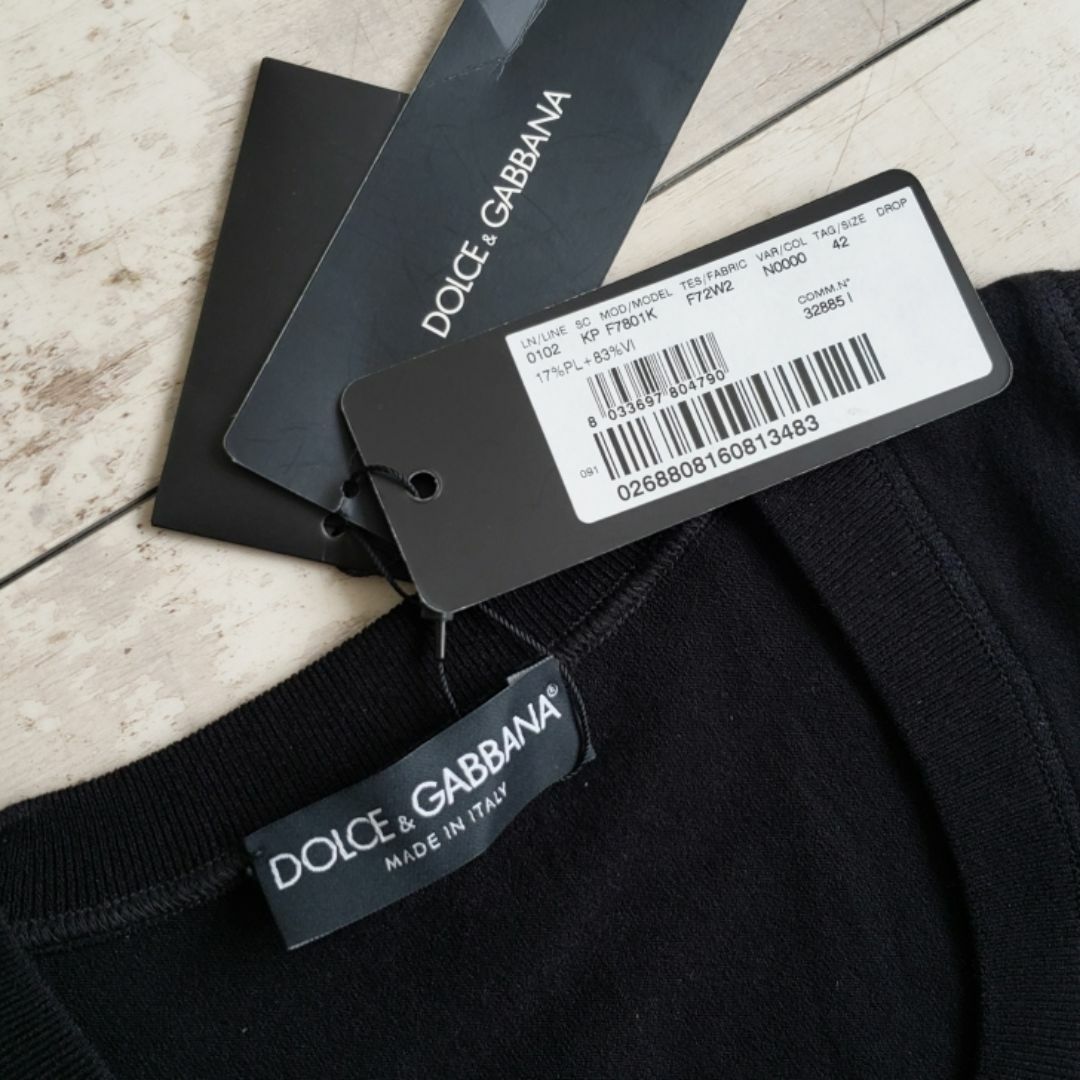 DOLCE & GABBANA
LN/LINE SC MOD/MODEL TES/FABRIC VAR/COL TAG/SIZE DROP
0102 KP F7801K F72W2 N0000 42
17%PL+83%VI
COMM.N°
32885 I
8 033697 804790
091
0268808160813483
DOLCE & GABBANA®
MADE IN ITALY